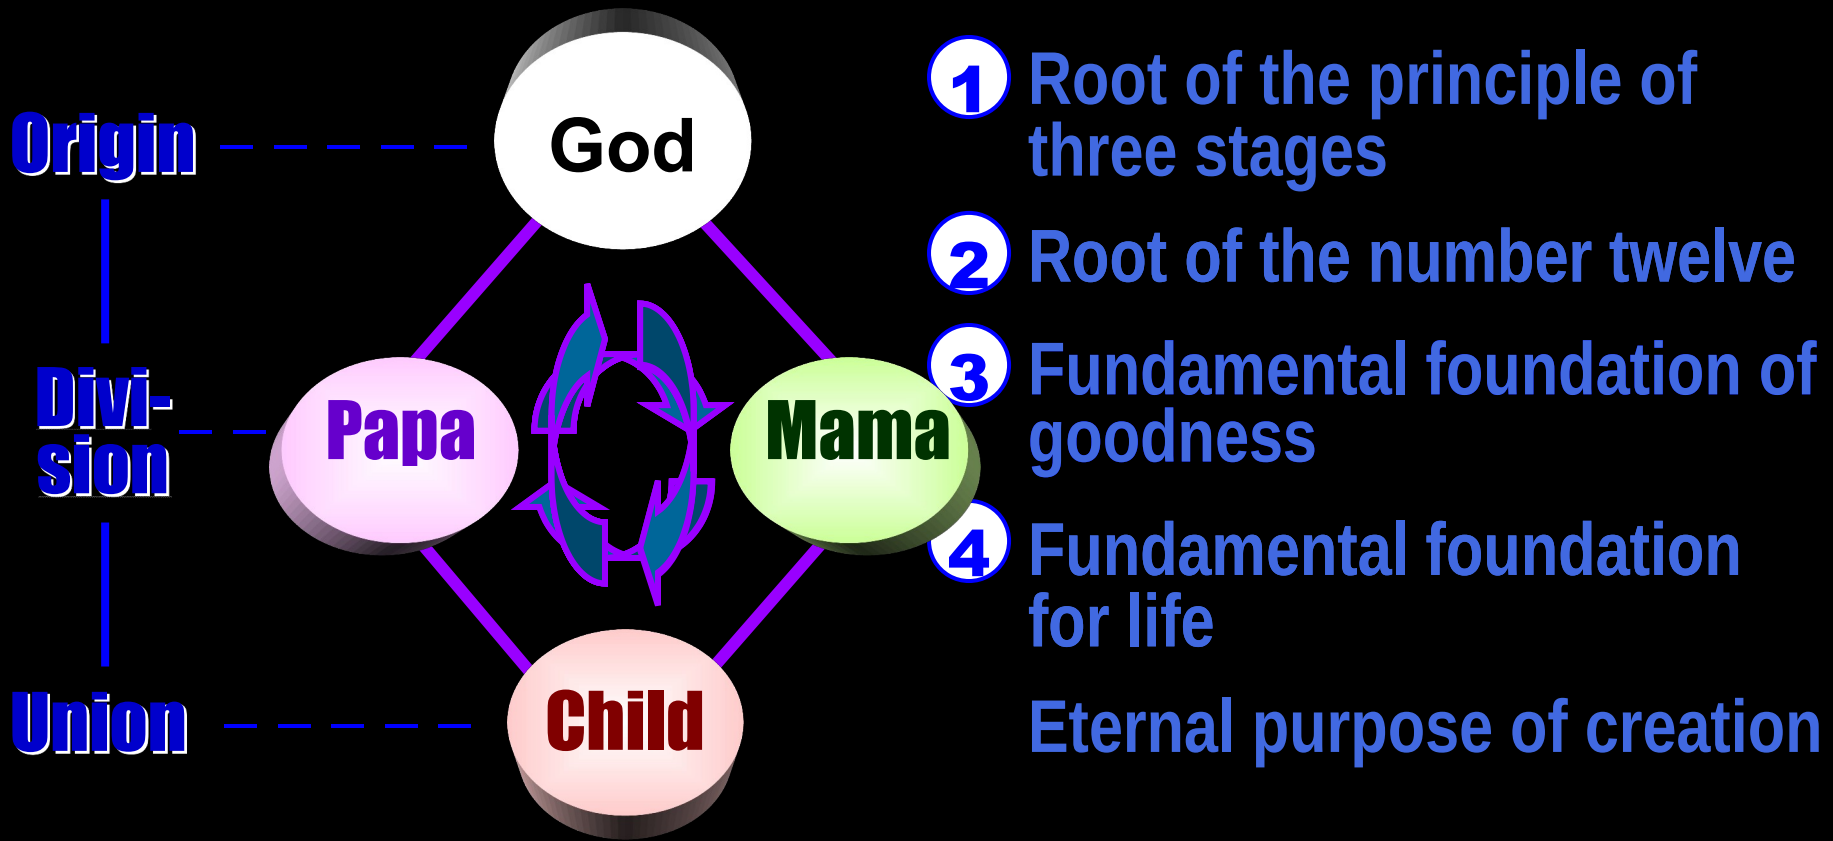 God
Origin
Divi-
sion
Union
Papa
Mama
Child
1 Root of the principle of
three stages
2 Root of the number twelve
3 Fundamental foundation of
goodness
4 Fundamental foundation
for life
Eternal purpose of creation